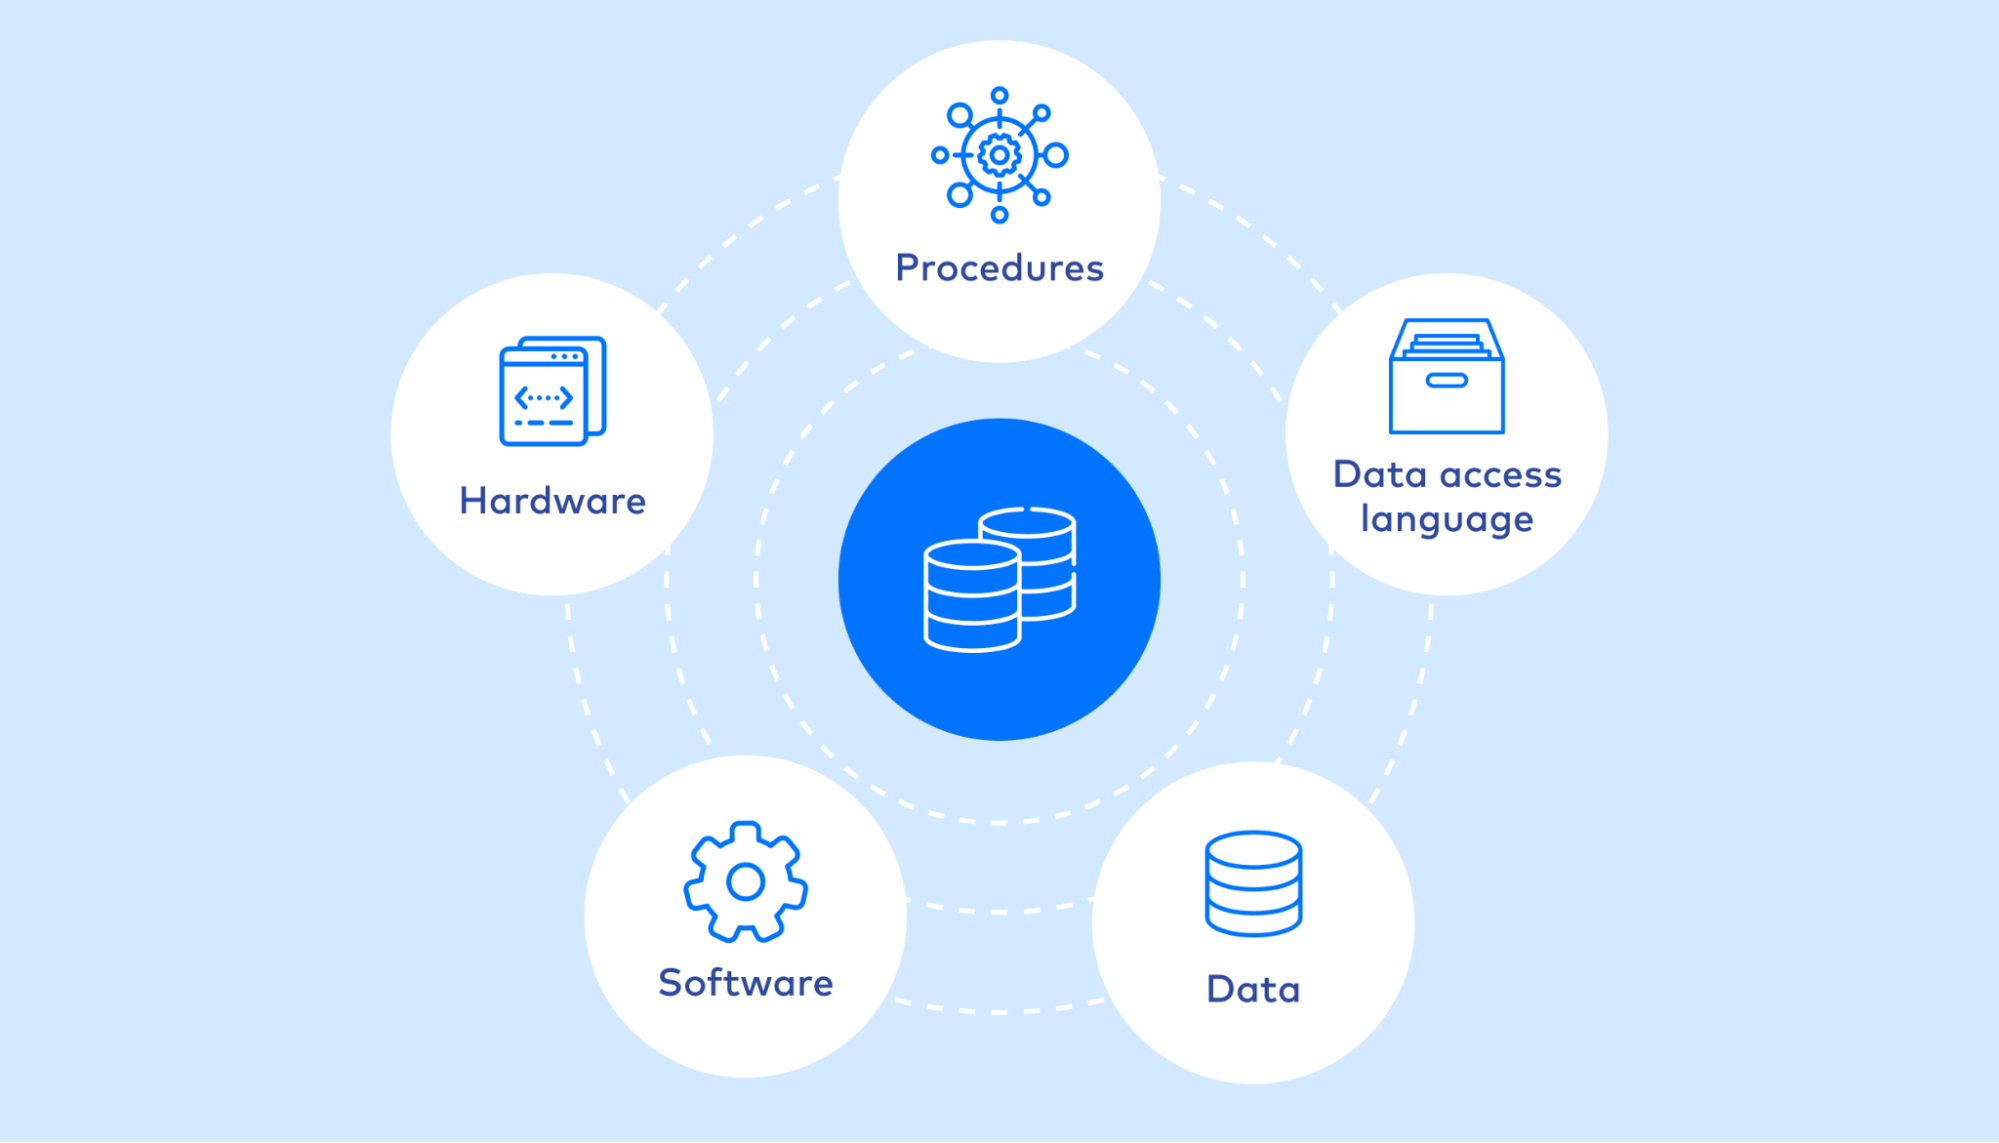 Procedures
Hardware
Data access
language
Software
Data